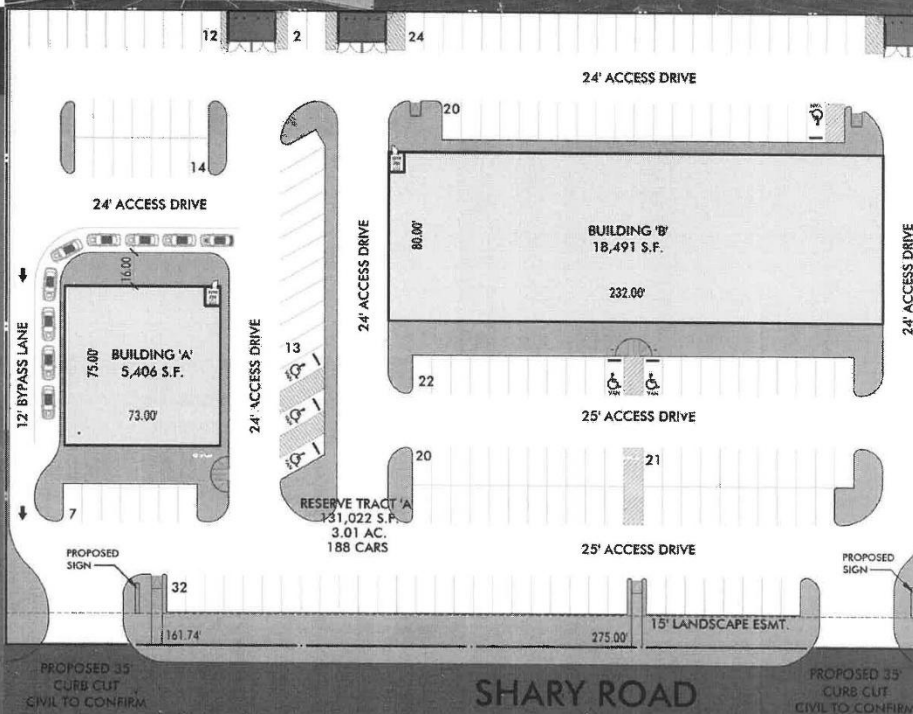 12
2
24
24' ACCESS DRIVE
20
14
24' ACCESS DRIVE
16.00
12' BYPASS LANE
75.00'
BUILDING 'A'
5,406 S.F.
73.00'
24' ACCESS DRIVE
13
24' ACCESS DRIVE
80.00'
BUILDING 'B'
18,491 S.F.
232.00'
24' ACCESS DRIVE
22
VAN
VAN
25' ACCESS DRIVE
20
21
7
RESERVE TRACT 'A'
131,022 S.F.
3.01 AC.
188 CARS
25' ACCESS DRIVE
PROPOSED
SIGN
32
PROPOSED
SIGN
161.74'
275.00'
15' LANDSCAPE ESMT.
PROPOSED 35'
CURB CUT
CIVIL TO CONFIRM
SHARY ROAD
PROPOSED 35'
CURB CUT
CIVIL TO CONFIRM